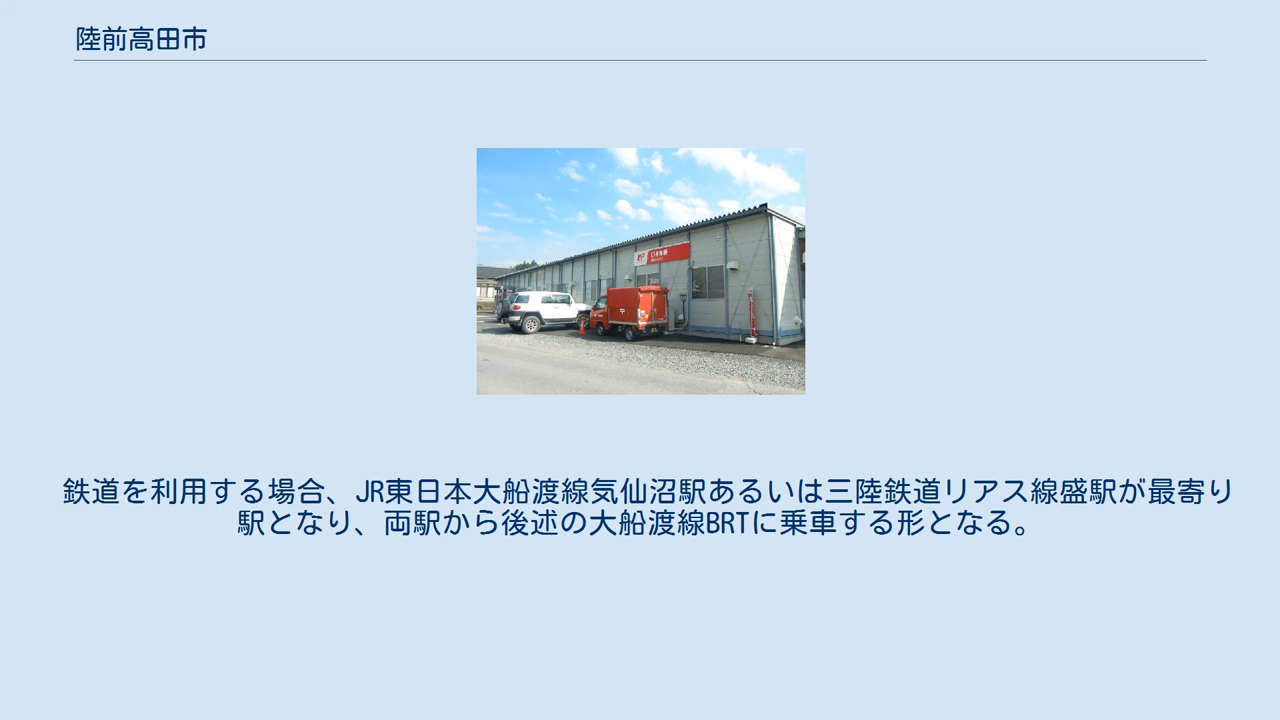 陸前高田市
鉄道を利用する場合、JR東日本大船渡線気仙沼駅あるいは三陸鉄道リアス線盛駅が最寄り
駅となり、両駅から後述の大船渡線BRTに乗車する形となる。